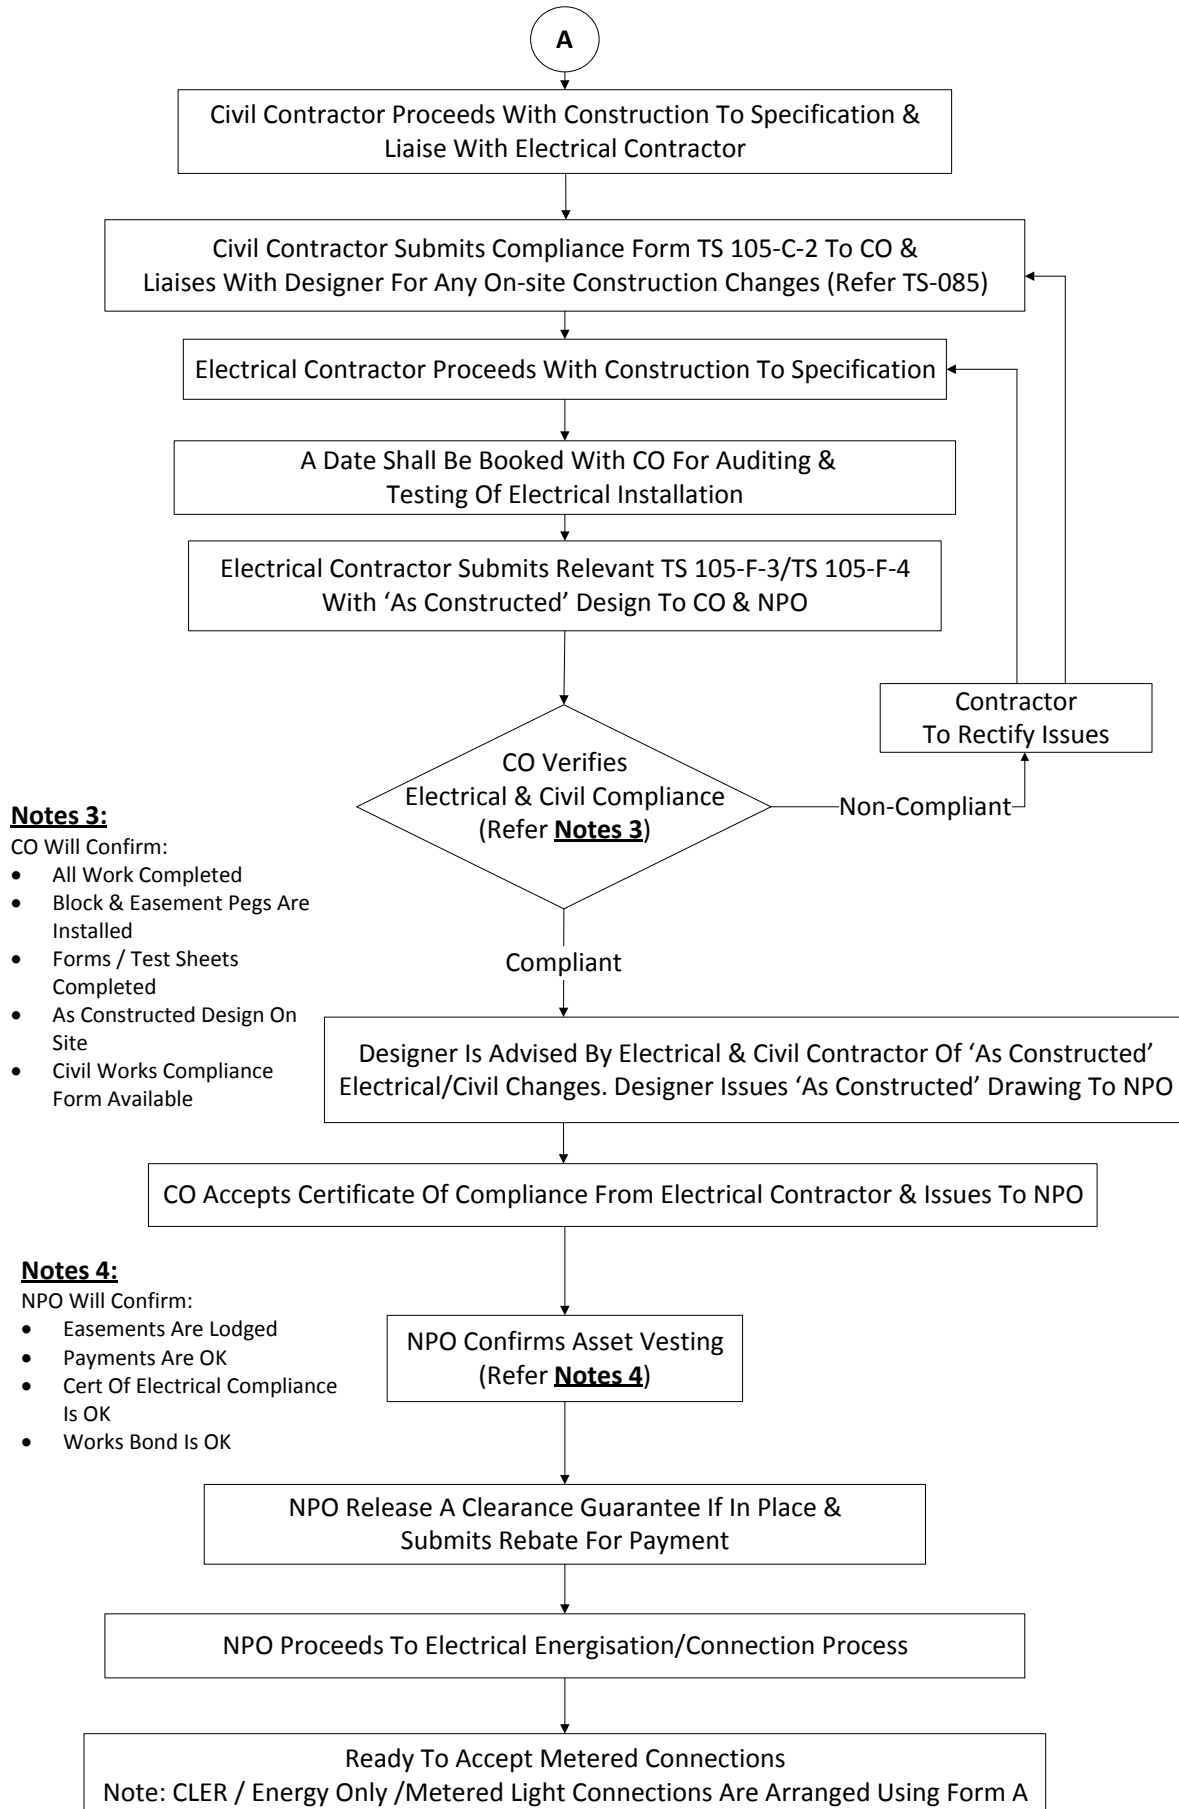 A
Civil Contractor Proceeds With Construction To Specification &
Liaise With Electrical Contractor
Civil Contractor Submits Compliance Form TS 105-C-2 To CO &
Liaises With Designer For Any On-site Construction Changes (Refer TS-085)
Electrical Contractor Proceeds With Construction To Specification
A Date Shall Be Booked With CO For Auditing &
Testing Of Electrical Installation
Electrical Contractor Submits Relevant TS 105-F-3/TS 105-F-4
With ‘As Constructed’ Design To CO & NPO
Contractor
To Rectify Issues
CO Verifies
Electrical & Civil Compliance
(Refer Notes 3)
Non-Compliant
Notes 3:
CO Will Confirm:
• All Work Completed
• Block & Easement Pegs Are
Installed
• Forms / Test Sheets
Completed
• As Constructed Design On
Site
• Civil Works Compliance
Form Available
Compliant
Designer Is Advised By Electrical & Civil Contractor Of ‘As Constructed’
Electrical/Civil Changes. Designer Issues ‘As Constructed’ Drawing To NPO
CO Accepts Certificate Of Compliance From Electrical Contractor & Issues To NPO
Notes 4:
NPO Will Confirm:
• Easements Are Lodged
• Payments Are OK
• Cert Of Electrical Compliance
Is OK
• Works Bond Is OK
NPO Confirms Asset Vesting
(Refer Notes 4)
NPO Release A Clearance Guarantee If In Place &
Submits Rebate For Payment
NPO Proceeds To Electrical Energisation/Connection Process
Ready To Accept Metered Connections
Note: CLER / Energy Only /Metered Light Connections Are Arranged Using Form A